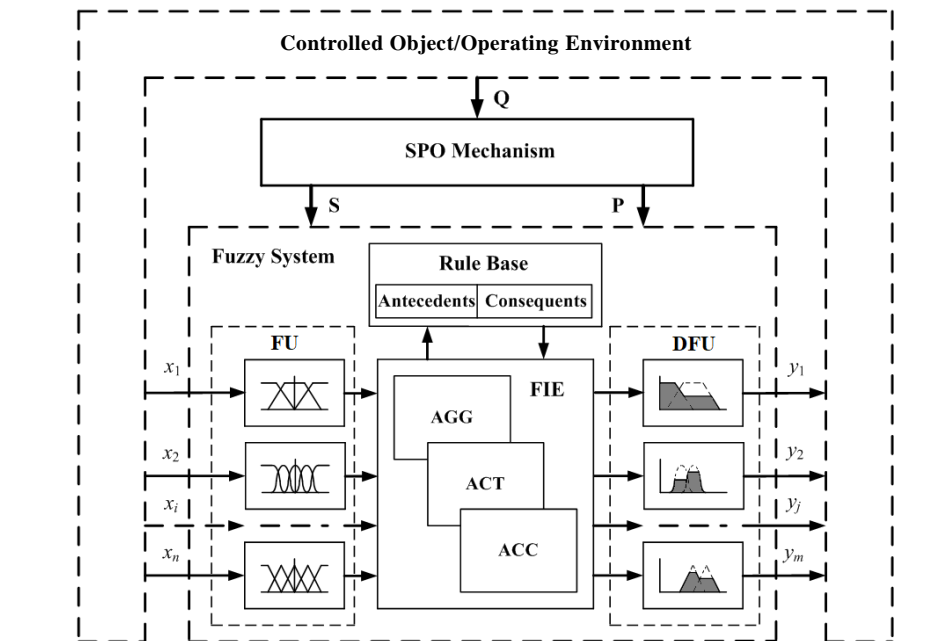 Controlled Object/Operating Environment
Q
SPO Mechanism
S
P
Fuzzy System
Rule Base
Antecedents Consequents
FU
DFU
x1
y1
FIE
AGG
x2
y2
ACT
xi
yj
xn
ym
ACC